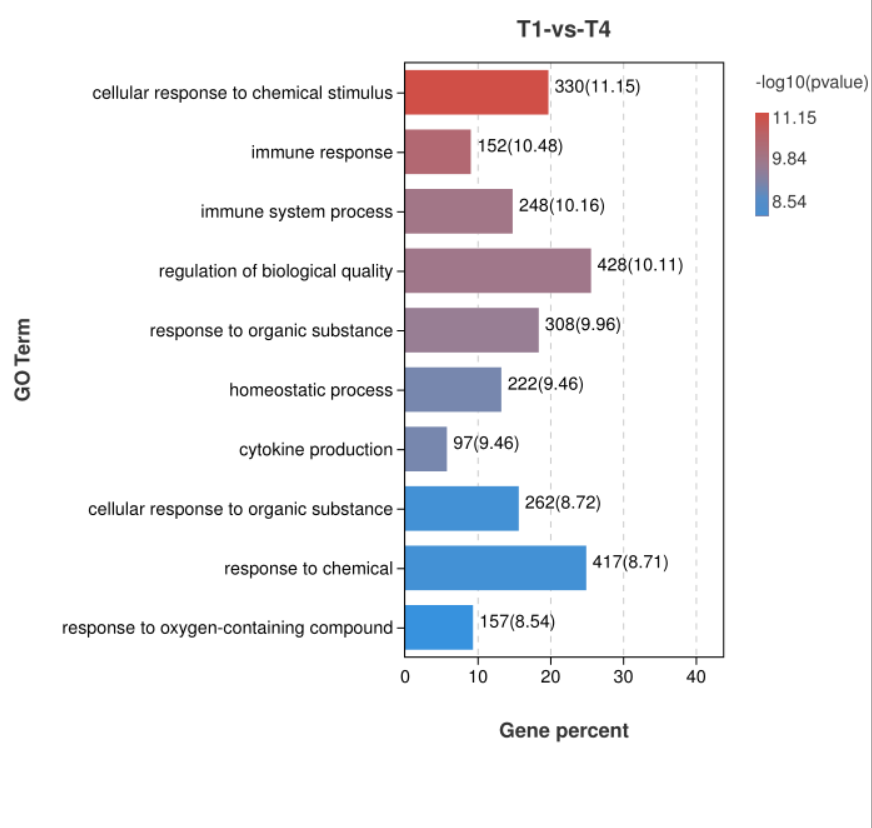 T1-vs-T4
cellular response to chemical stimulus
330(11.15)
immune response
152(10.48)
immune system process
248(10.16)
regulation of biological quality
428(10.11)
response to organic substance
308(9.96)
homeostatic process
222(9.46)
cytokine production
97(9.46)
cellular response to organic substance
262(8.72)
response to chemical
417(8.71)
response to oxygen-containing compound
157(8.54)
0 10 20 30 40
Gene percent
GO Term
-log10(pvalue)
11.15
9.84
8.54